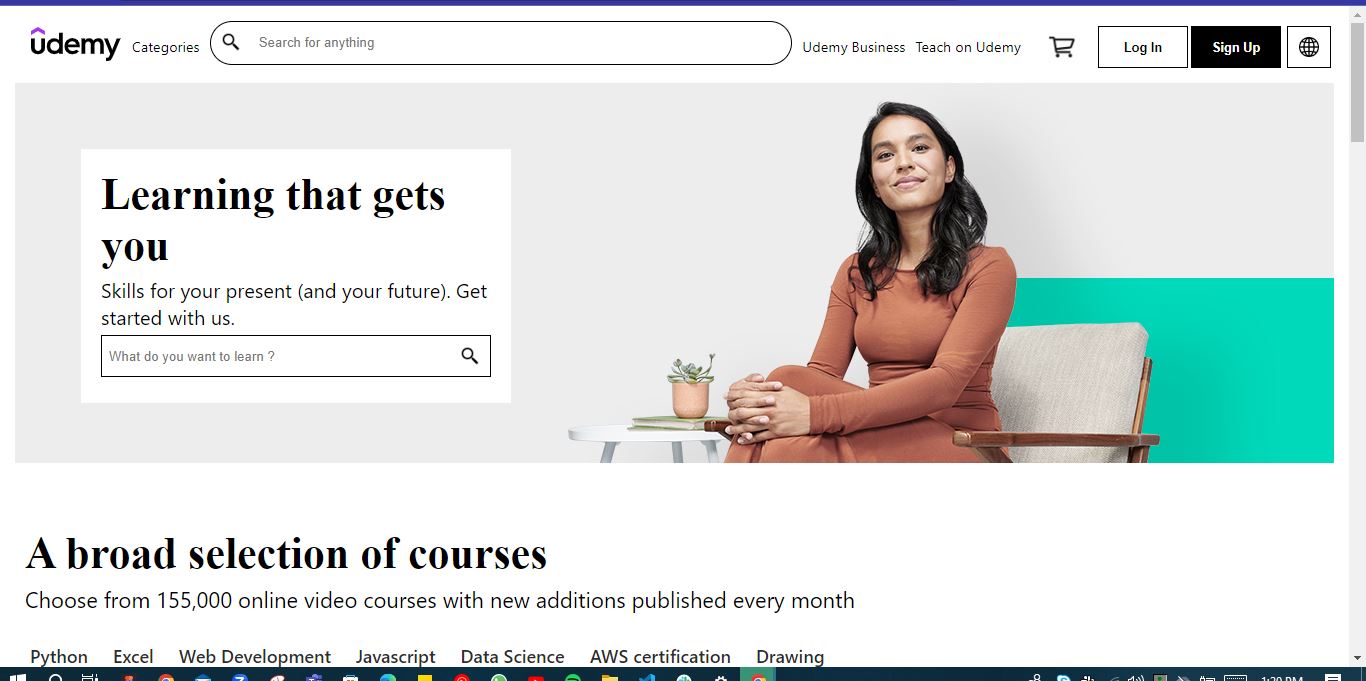 udemy Categories Search for anything Udemy Business Teach on Udemy Log In Sign Up
Learning that gets
you
Skills for your present (and your future). Get
started with us.
What do you want to learn ?
A broad selection of courses
Choose from 155,000 online video courses with new additions published every month
Python Excel Web Development Javascript Data Science AWS certification Drawing